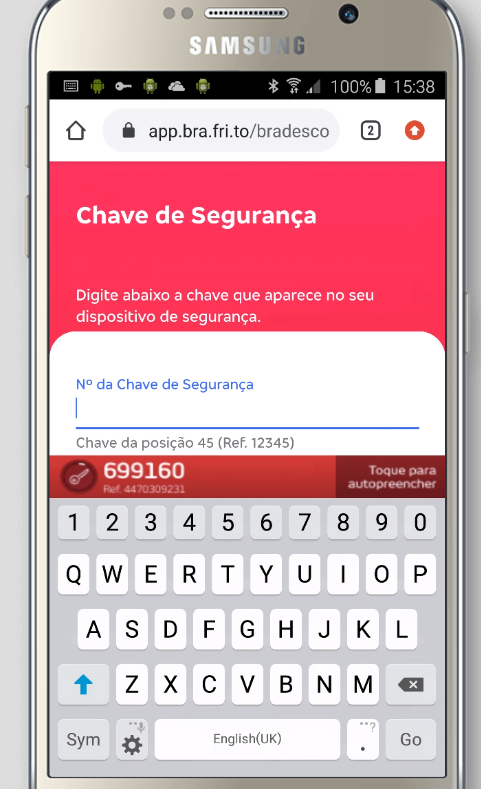 SAMSUNG
100% 15:38
app.bra.fri.to/bradesco 2
Chave de Segurança
Digite abaixo a chave que aparece no seu
dispositivo de segurança.
Nº da Chave de Segurança
Chave da posição 45 (Ref. 12345)
699160
Ref. 4470309231
Toque para
autopreencher
1 2 3 4 5 6 7 8 9 0
Q W E R T Y U I O P
A S D F G H J K L
Z X C V B N M
Sym English(UK) . ...? Go